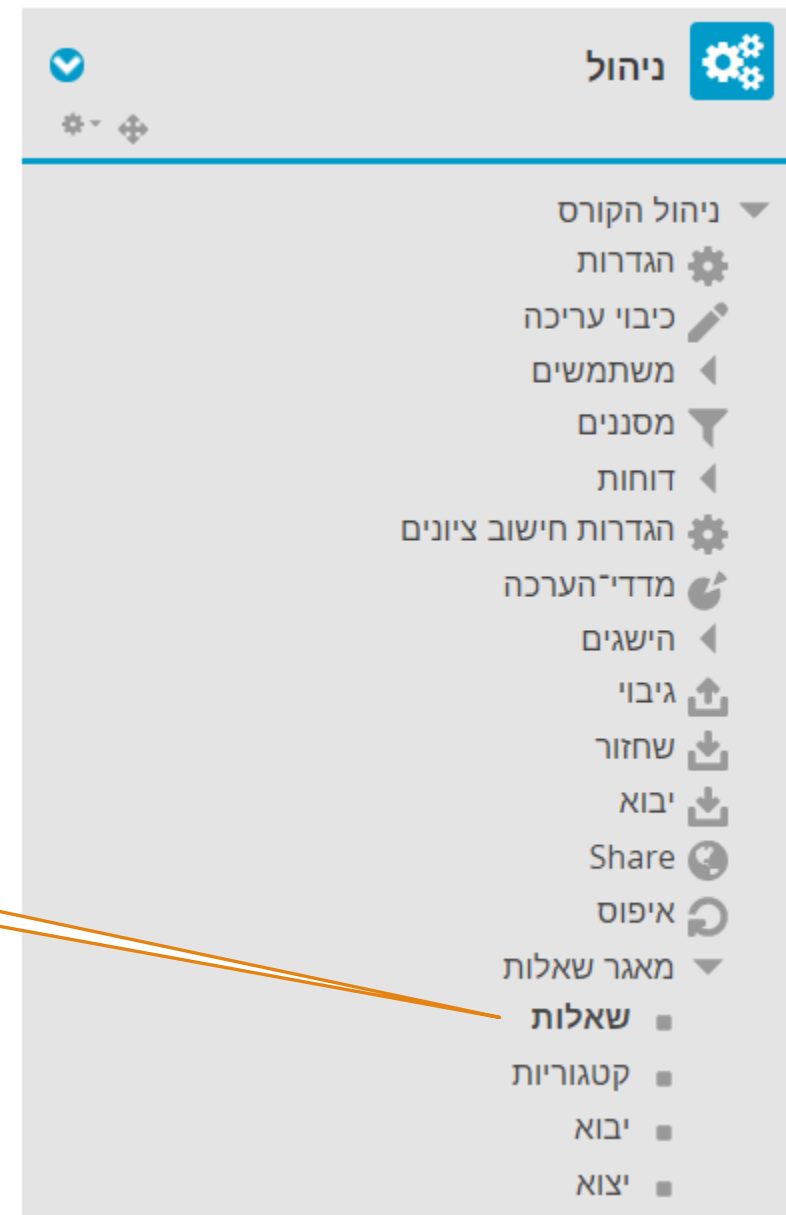 ניהול
ניהול הקורס
הגדרות
כיבוי עריכה
משתמשים
מסננים
דוחות
הגדרות חישוב ציונים
מדדי־הערכה
הישגים
גיבוי
שחזור
יבוא
Share
איפוס
מאגר שאלות
שאלות
קטגוריות
יבוא
יצוא